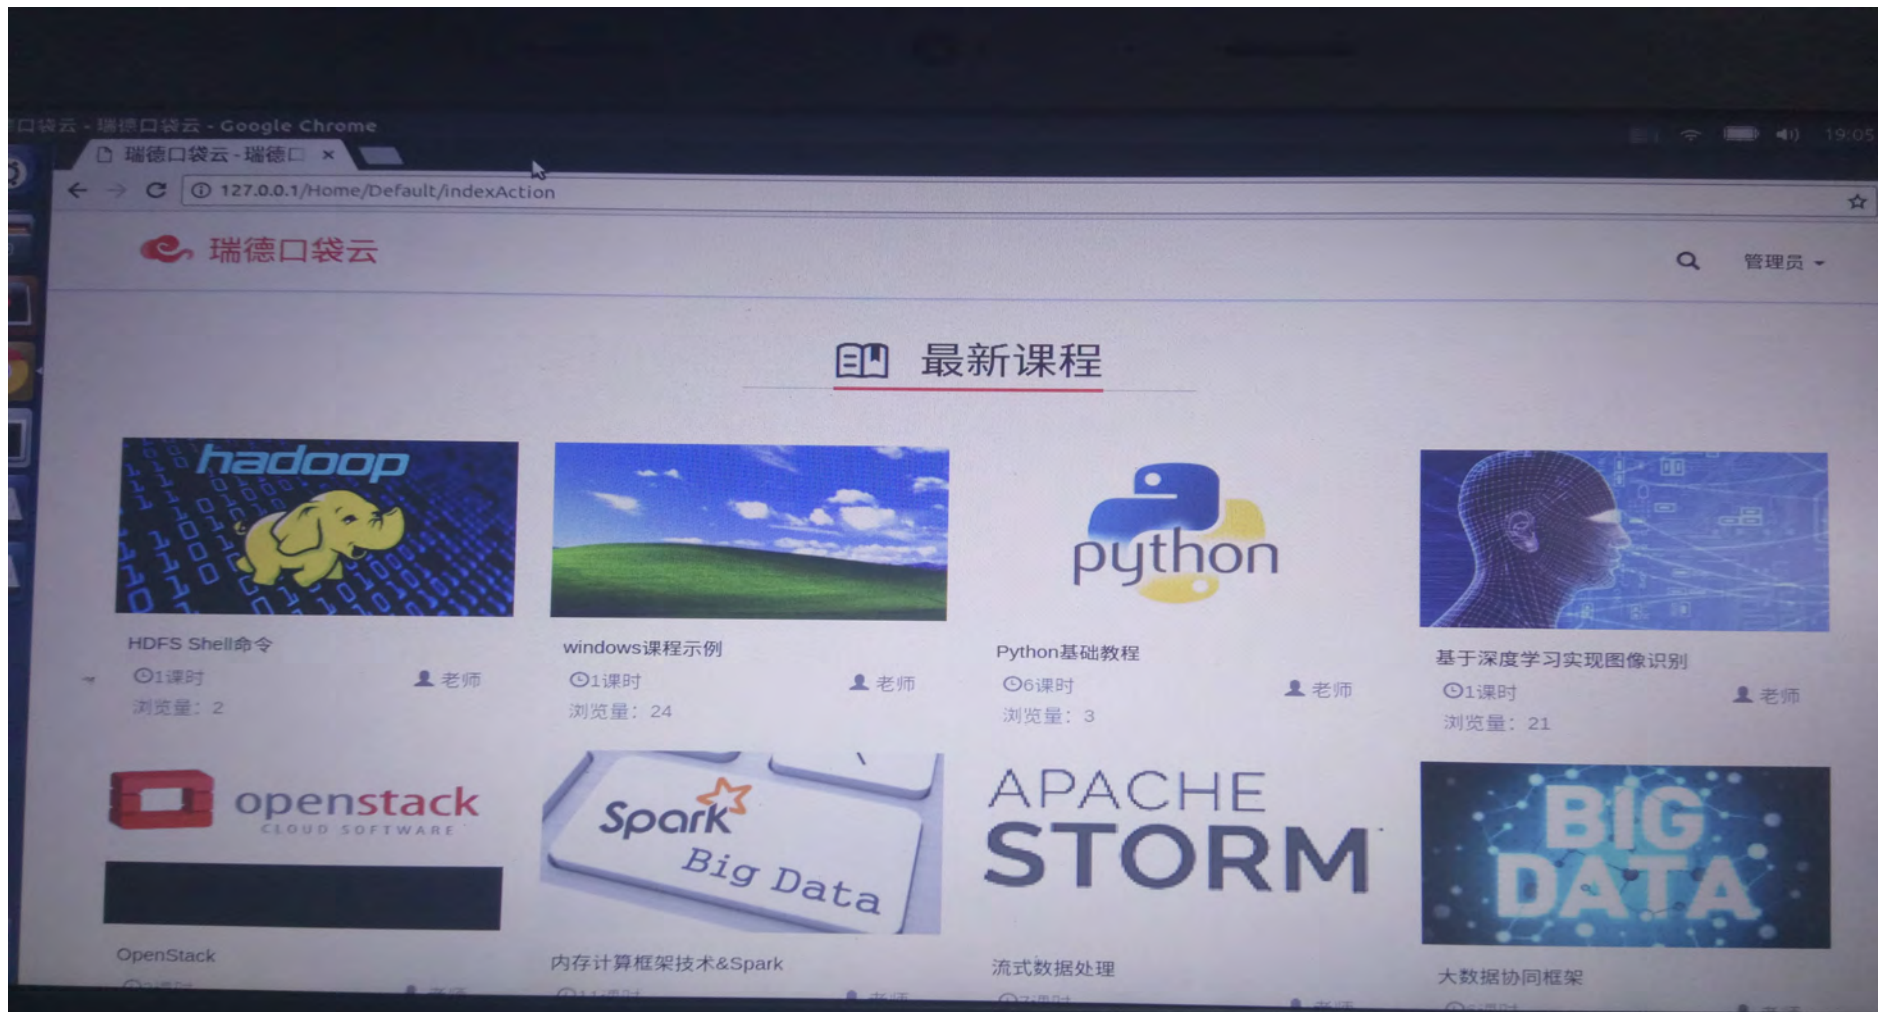 口袋云 - 瑞德口袋云 - Google Chrome
19:05
瑞德口袋云 - 瑞德口
127.0.0.1/Home/Default/indexAction
瑞德口袋云
管理员
最新课程
hadoop
python
HDFS Shell命令
windows课程示例
Python基础教程
基于深度学习实现图像识别
1课时
老师
1课时
老师
6课时
老师
1课时
老师
浏览量：2
浏览量：24
浏览量：3
浏览量：21
openstack
CLOUD SOFTWARE
Spark
Big Data
APACHE
STORM
BIG
DATA
OpenStack
内存计算框架技术&Spark
流式数据处理
大数据协同框架